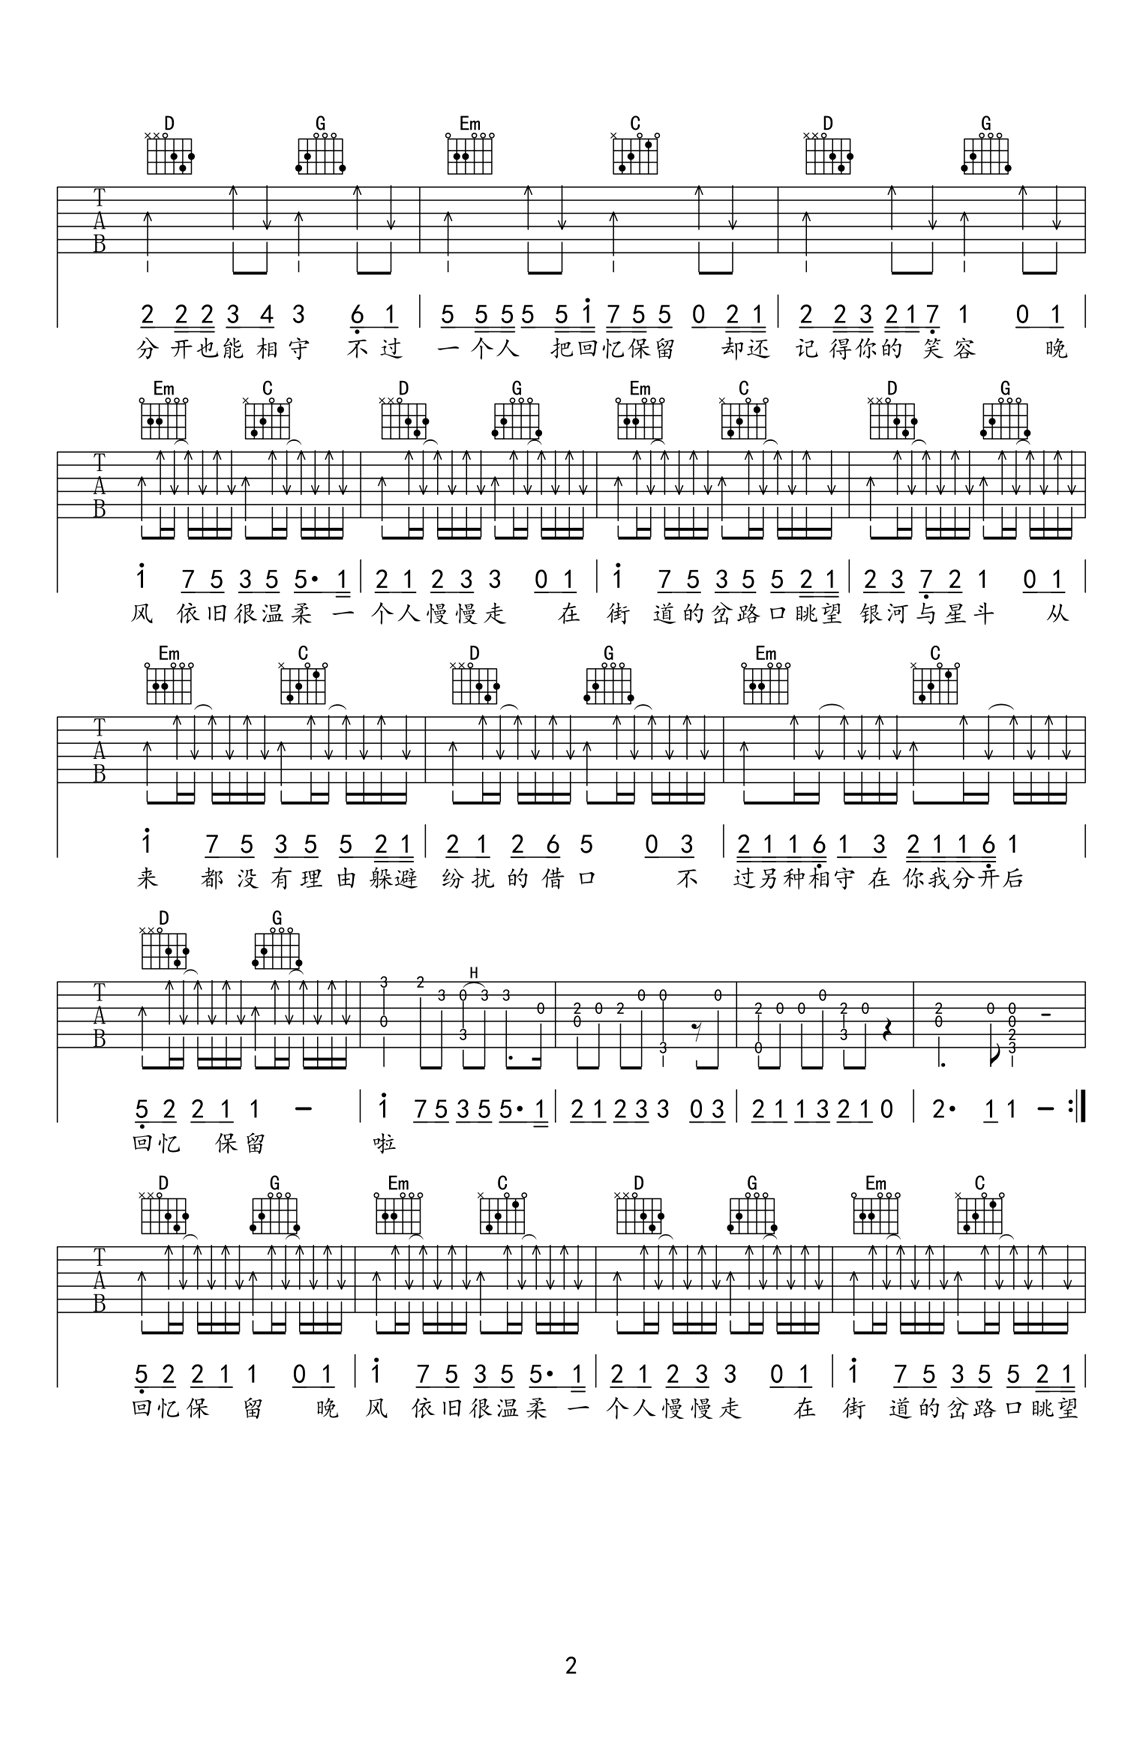 D G Em C D G
T A B
2 2 2 3 4 3 6 1 5 5 5 5 5 1 7 5 5 0 2 1 2 2 3 2 1 7 1 0 1
分开也能相守 不过 一个人 把回忆保留 却还 记得你的笑容 晚
Em C D G Em C D G
T A B
1 7 5 3 5 5· 1 2 1 2 3 3 0 1 1 7 5 3 5 5 2 1 2 3 7 2 1 0 1
风 依旧很温柔一 个人慢慢走 在 街 道的岔路口眺望 银河与星斗 从
Em C D G Em C
T A B
1 7 5 3 5 5 2 1 2 1 2 6 5 0 3 2 1 1 6 1 3 2 1 1 6 1
来 都没有理由躲避 纷扰的借口 不 过另种相守在你我分开后
D G
H
T A B
5 2 2 1 1 – 1 7 5 3 5 5· 1 2 1 2 3 3 0 3 2 1 1 3 2 1 0 2· 1 1 –
回忆 保留 啦
D G Em C D G Em C
T A B
5 2 2 1 1 0 1 1 7 5 3 5 5· 1 2 1 2 3 3 0 1 1 7 5 3 5 5 2 1
回忆保 留 晚 风 依旧很温柔一 个人慢慢走 在 街 道的岔路口眺望
2